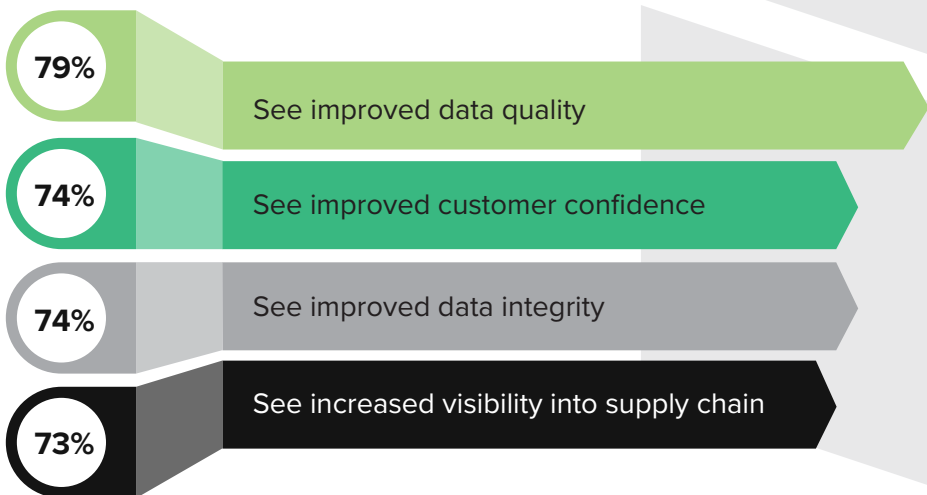 79%
See improved data quality
74%
See improved customer confidence
74%
See improved data integrity
73%
See increased visibility into supply chain